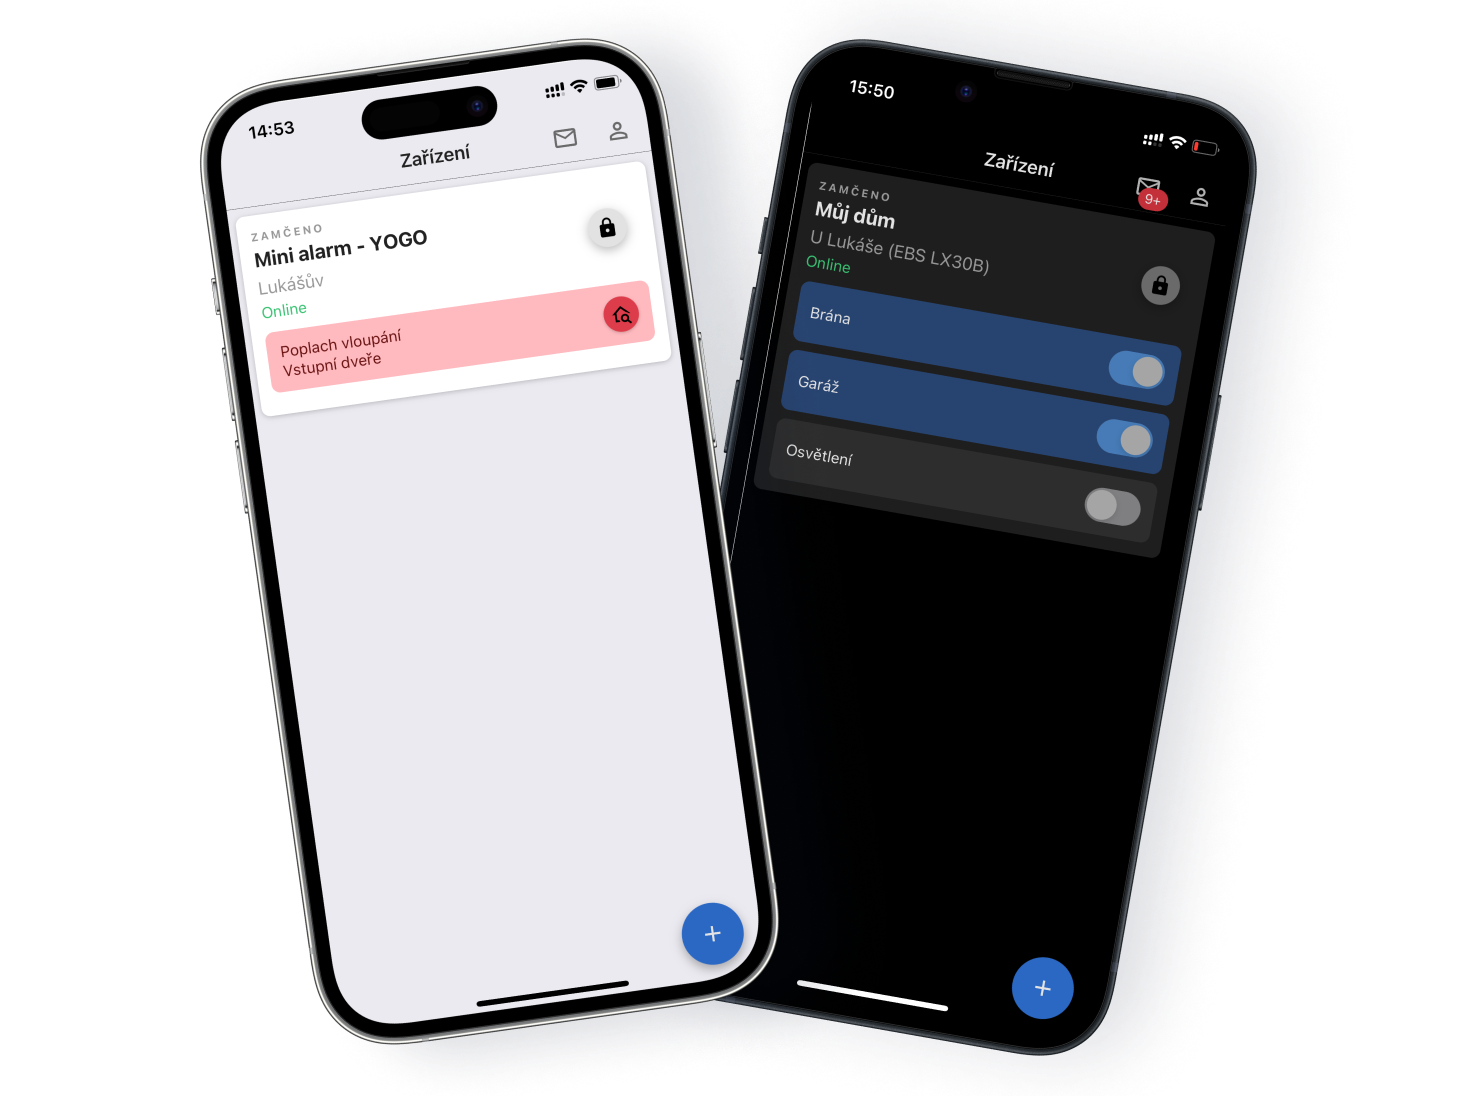 14:53
Zařízení
ZAMČENO
Mini alarm - YOGO
Lukášův
Online
Poplach vloupání
Vstupní dveře
15:50
Zařízení
9+
ZAMČENO
Můj dům
U Lukáše (EBS LX30B)
Online
Brána
Garáž
Osvětlení